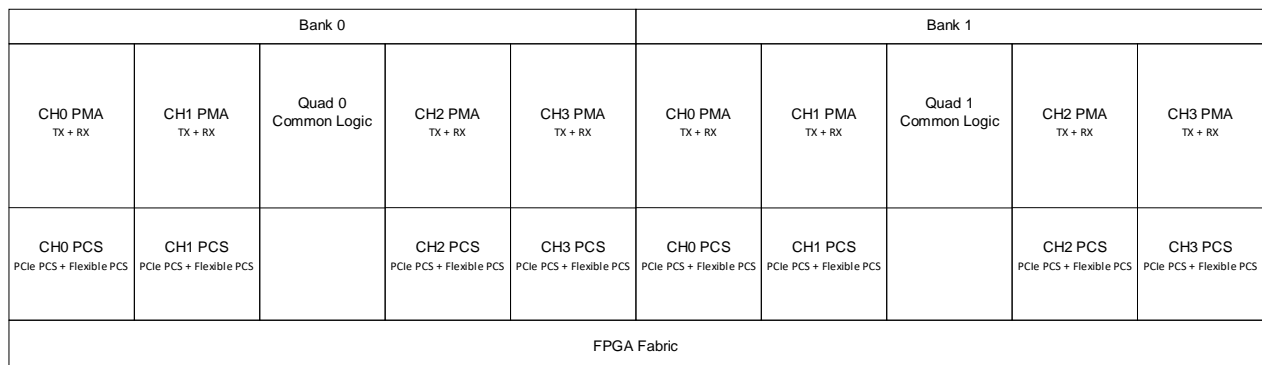 Bank 0
Bank 1
CH0 PMA
TX + RX
CH1 PMA
TX + RX
Quad 0
Common Logic
CH2 PMA
TX + RX
CH3 PMA
TX + RX
CH0 PMA
TX + RX
CH1 PMA
TX + RX
Quad 1
Common Logic
CH2 PMA
TX + RX
CH3 PMA
TX + RX
CH0 PCS
PCIe PCS + Flexible PCS
CH1 PCS
PCIe PCS + Flexible PCS
CH2 PCS
PCIe PCS + Flexible PCS
CH3 PCS
PCIe PCS + Flexible PCS
CH0 PCS
PCIe PCS + Flexible PCS
CH1 PCS
PCIe PCS + Flexible PCS
CH2 PCS
PCIe PCS + Flexible PCS
CH3 PCS
PCIe PCS + Flexible PCS
FPGA Fabric